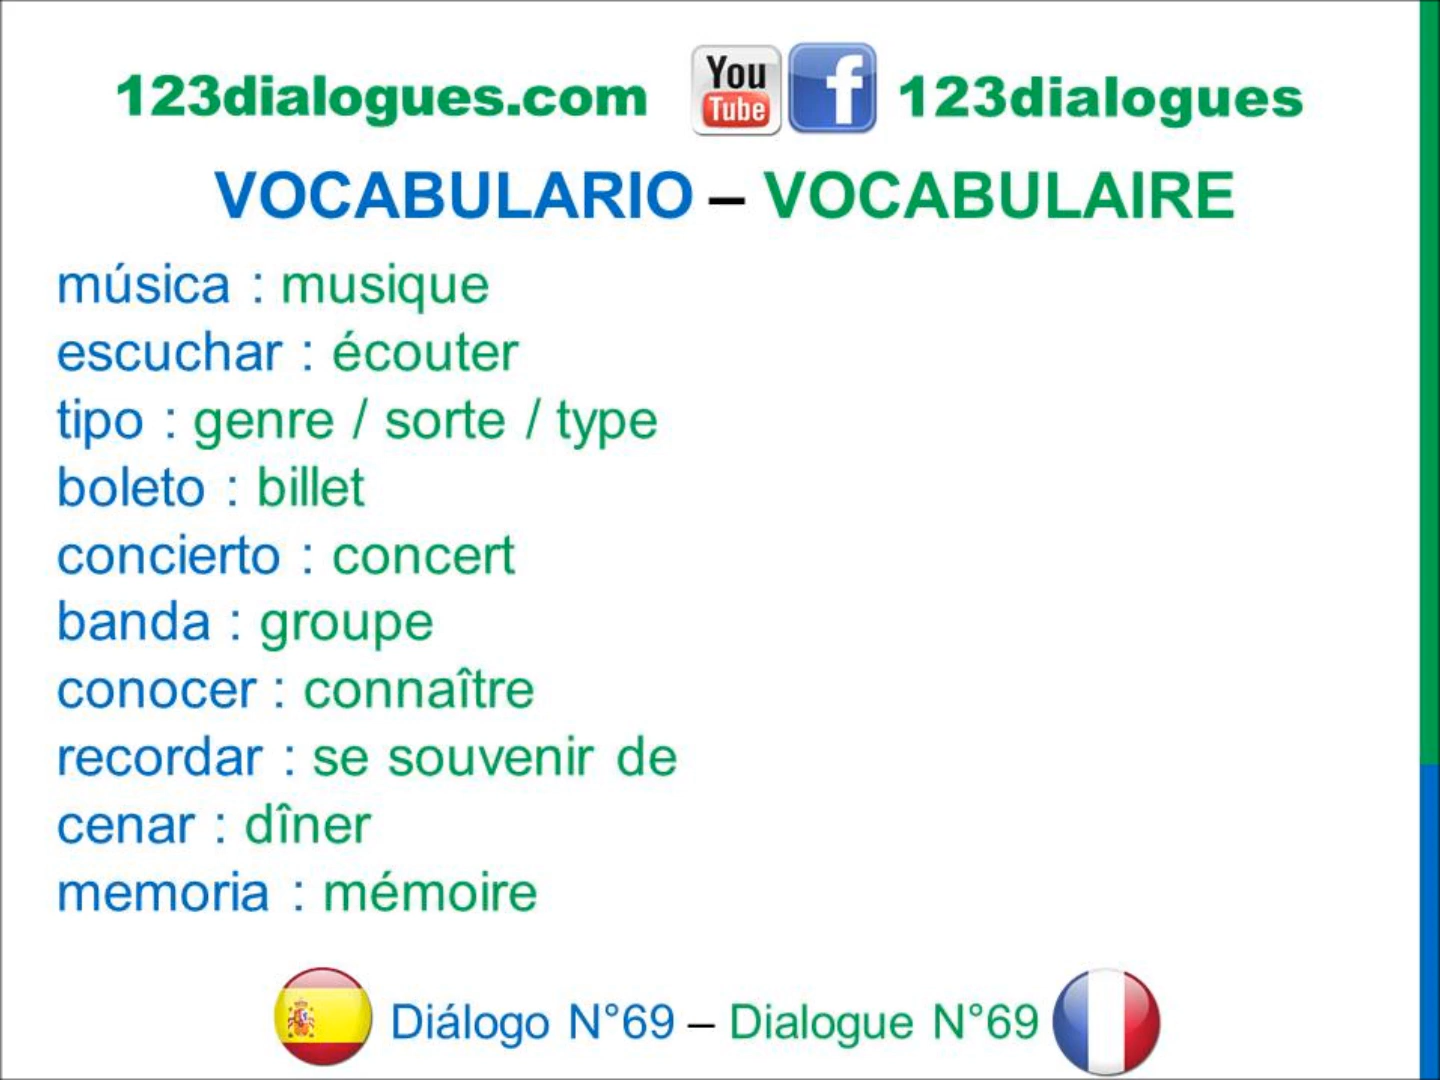 123dialogues.com You Tube f 123dialogues
VOCABULARIO – VOCABULAIRE
música : musique
escuchar : écouter
tipo : genre / sorte / type
boleto : billet
concierto : concert
banda : groupe
conocer : connaître
recordar : se souvenir de
cenar : dîner
memoria : mémoire
Diálogo N°69 – Dialogue N°69